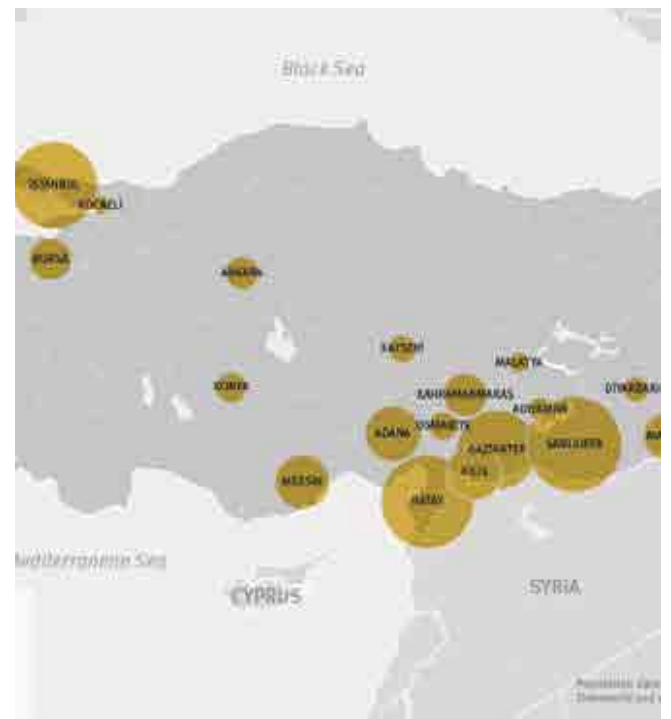 Black Sea
ISTANBUL
KOCAELI
BURSA
ANKARA
KAYSERI
MALATYA
KONYA
KAHRAMANMARAS
DIYARBAKI
ADIYAMAN
OSMANIYE
ADANA
GAZIANTEP
SANLIURFA
KILIS
MERSIN
HATAY
Mediterranean Sea
SYRIA
CYPRUS